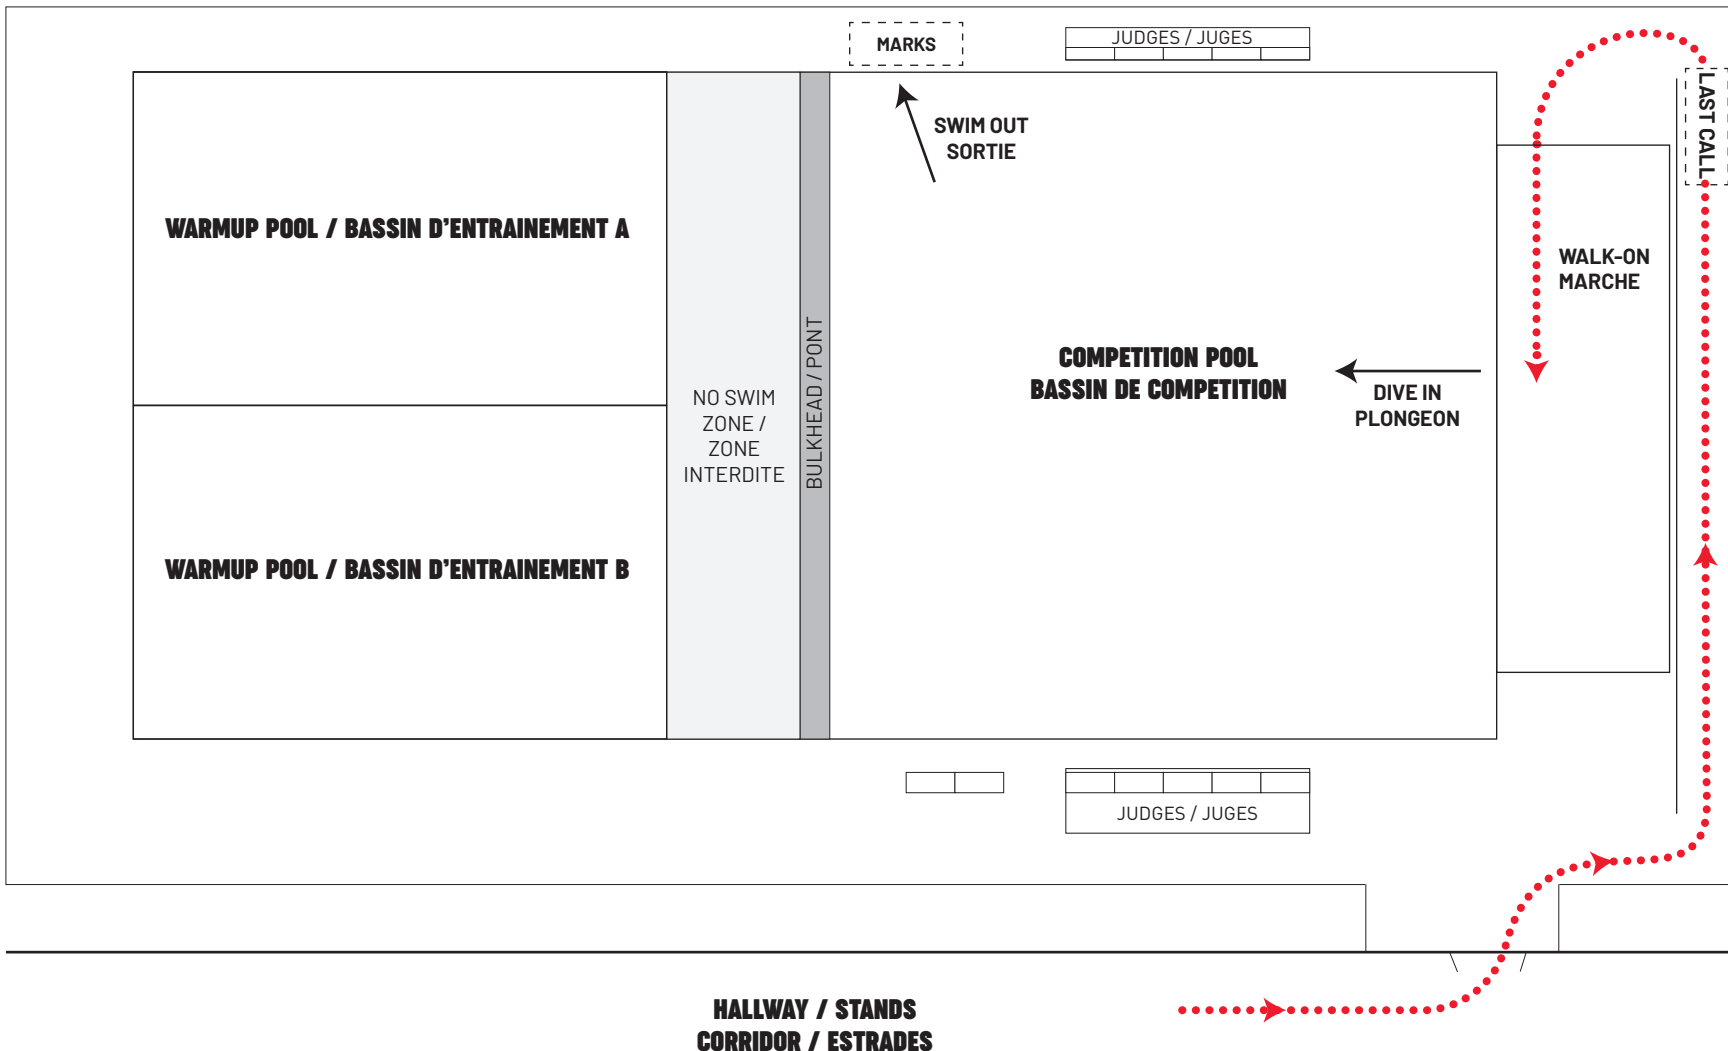 MARKS
JUDGES / JUGES
LAST CALL
SWIM OUT
SORTIE
WARMUP POOL / BASSIN D'ENTRAINEMENT A
WALK-ON
MARCHE
COMPETITION POOL
BASSIN DE COMPETITION
DIVE IN
PLONGEON
NO SWIM
ZONE /
ZONE
INTERDITE
BULKHEAD / PONT
WARMUP POOL / BASSIN D'ENTRAINEMENT B
JUDGES / JUGES
HALLWAY / STANDS
CORRIDOR / ESTRADES